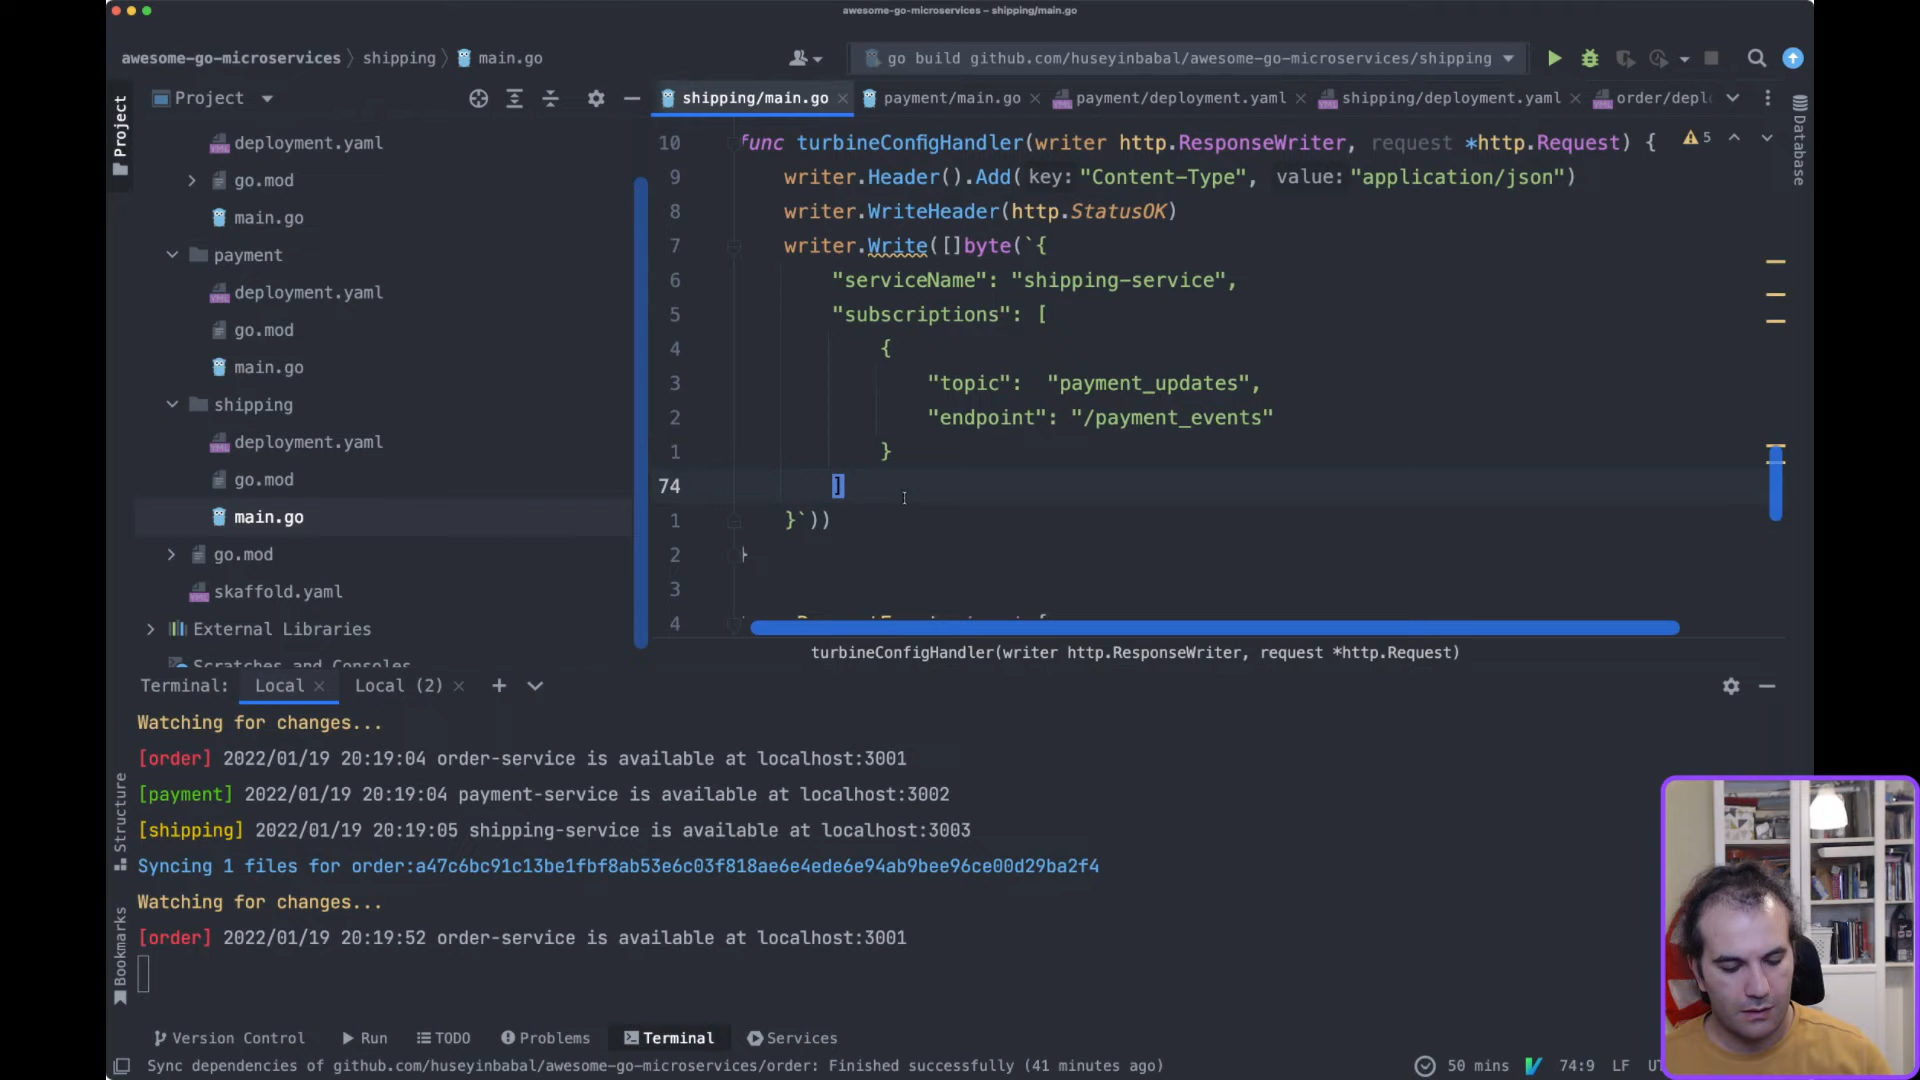 awesome-go-microservices – shipping/main.go
awesome-go-microservices
shipping
main.go
go build github.com/huseyinbabal/awesome-go-microservices/shipping
Project
Project
shipping/main.go
payment/main.go
payment/deployment.yaml
shipping/deployment.yaml
order/depl
Database
deployment.yaml
go.mod
main.go
payment
deployment.yaml
go.mod
main.go
shipping
deployment.yaml
go.mod
main.go
go.mod
skaffold.yaml
External Libraries
Scratches and Consoles
10 func turbineConfigHandler(writer http.ResponseWriter, request *http.Request) {
5
9 writer.Header().Add( key: "Content-Type", value: "application/json")
8 writer.WriteHeader(http.StatusOK)
7 writer.Write([]byte(`{
6 "serviceName": "shipping-service",
5 "subscriptions": [
4 {
3 "topic": "payment_updates",
2 "endpoint": "/payment_events"
1 }
74 ]
1 }`))
2 }
3
4
turbineConfigHandler(writer http.ResponseWriter, request *http.Request)
Terminal: Local Local (2)
Watching for changes...
[order] 2022/01/19 20:19:04 order-service is available at localhost:3001
[payment] 2022/01/19 20:19:04 payment-service is available at localhost:3002
[shipping] 2022/01/19 20:19:05 shipping-service is available at localhost:3003
Syncing 1 files for order:a47c6bc91c13be1fbf8ab53e6c03f818ae6e4ede6e94ab9bee96ce00d29ba2f4
Watching for changes...
[order] 2022/01/19 20:19:52 order-service is available at localhost:3001
Structure
Bookmarks
Version Control Run TODO Problems Terminal Services
Sync dependencies of github.com/huseyinbabal/awesome-go-microservices/order: Finished successfully (41 minutes ago)
50 mins 74:9 LF